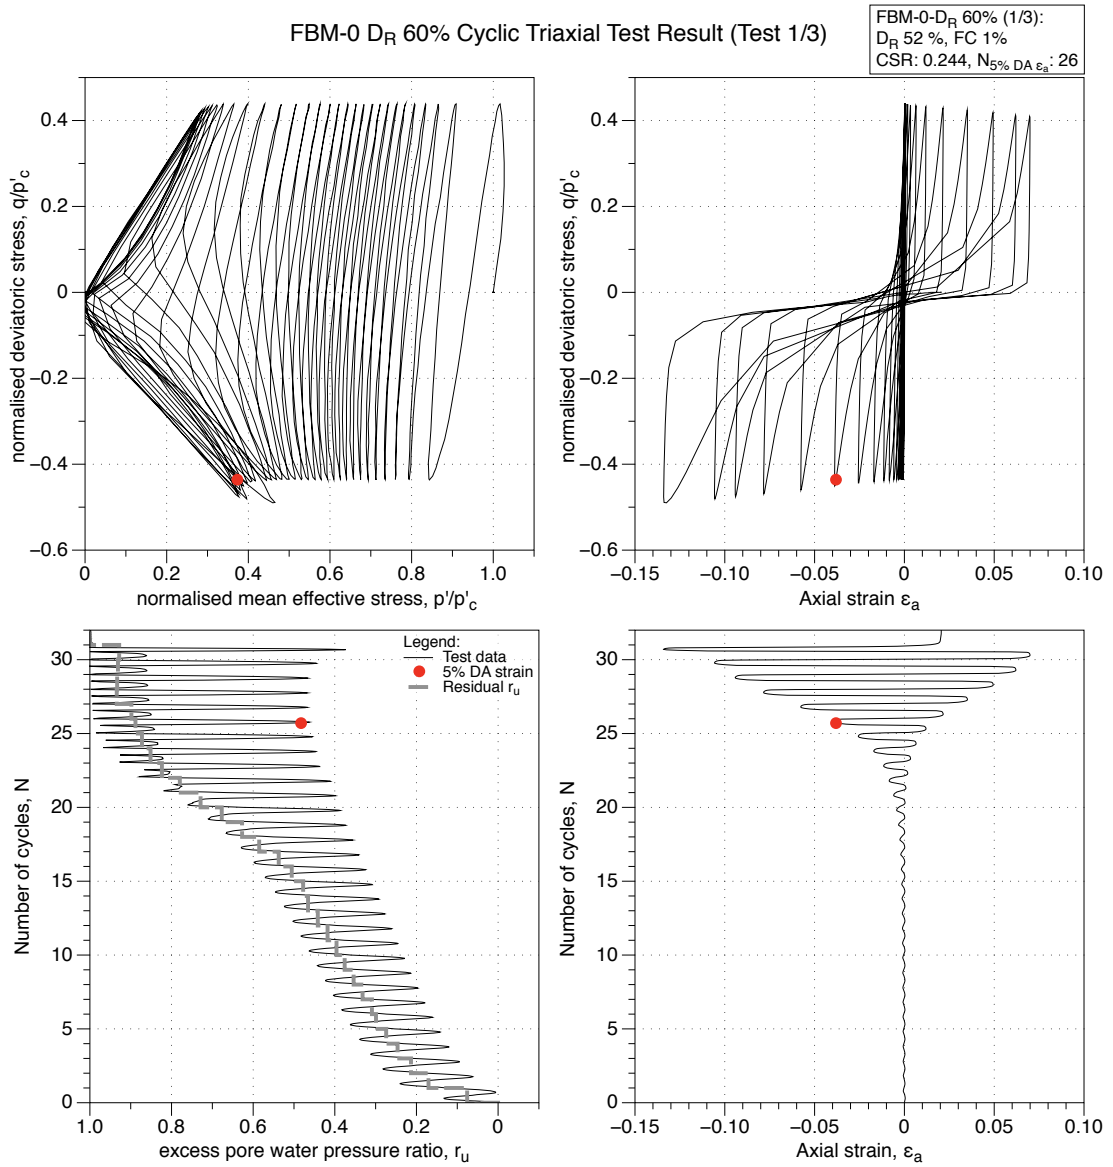 FBM-0 DR 60% Cyclic Triaxial Test Result (Test 1/3)
FBM-0-DR 60% (1/3):
DR 52 %, FC 1%
CSR: 0.244, N5% DA εa: 26
normalised deviatoric stress, q/p'c
0.4
0.2
0
−0.2
−0.4
−0.6
0 0.2 0.4 0.6 0.8 1.0
normalised mean effective stress, p'/p'c
normalised deviatoric stress, q/p'c
0.4
0.2
0
−0.2
−0.4
−0.6
−0.15 −0.10 −0.05 0 0.05 0.10
Axial strain εa
Number of cycles, N
30
25
20
15
10
5
0
Legend:
Test data
5% DA strain
Residual ru
1.0 0.8 0.6 0.4 0.2 0
excess pore water pressure ratio, ru
Number of cycles, N
30
25
20
15
10
5
0
−0.15 −0.10 −0.05 0 0.05 0.10
Axial strain, εa